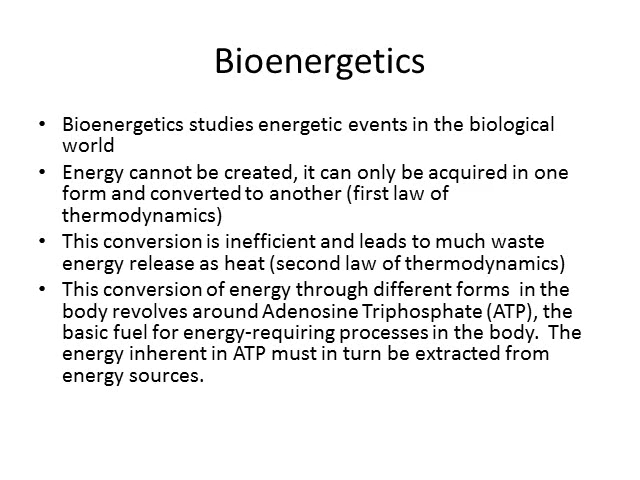 Bioenergetics
• Bioenergetics studies energetic events in the biological
world
• Energy cannot be created, it can only be acquired in one
form and converted to another (first law of
thermodynamics)
• This conversion is inefficient and leads to much waste
energy release as heat (second law of thermodynamics)
• This conversion of energy through different forms  in the
body revolves around Adenosine Triphosphate (ATP), the
basic fuel for energy-requiring processes in the body.  The
energy inherent in ATP must in turn be extracted from
energy sources.